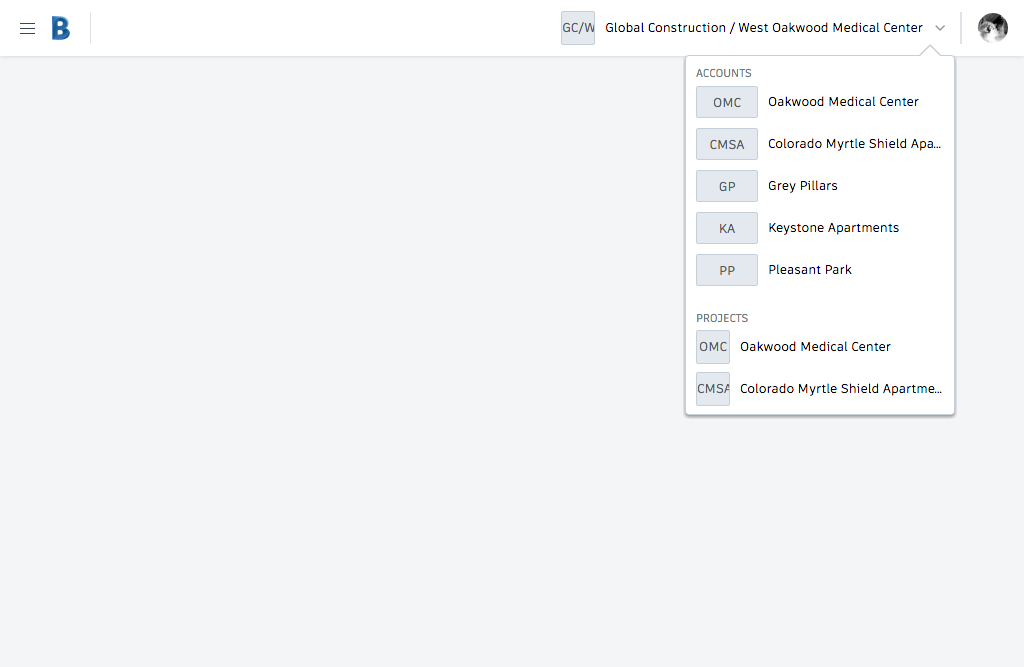 B
GC/W Global Construction / West Oakwood Medical Center
ACCOUNTS
OMC Oakwood Medical Center
CMSA Colorado Myrtle Shield Apa...
GP Grey Pillars
KA Keystone Apartments
PP Pleasant Park
PROJECTS
OMC Oakwood Medical Center
CMSA Colorado Myrtle Shield Apartme...